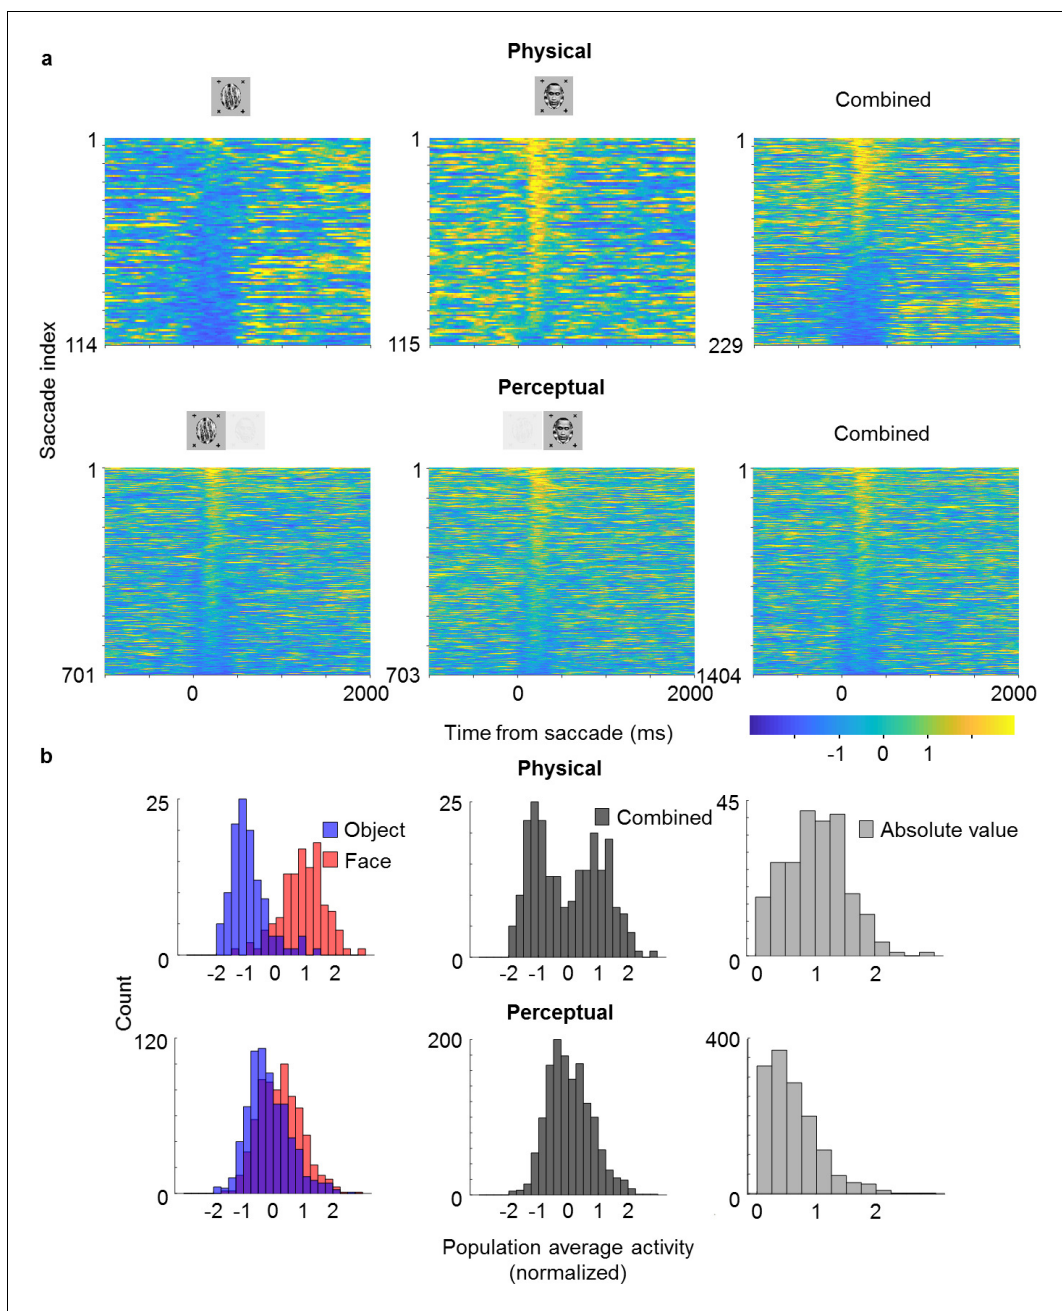 a
Physical
Combined
1
1
1
114
115
229
Saccade index
Perceptual
Combined
1
1
1
701
703
1404
0
2000
0
2000
0
2000
Time from saccade (ms)
-1 0 1
b
Physical
25
0
-2 -1 0 1 2
Object
Face
25
0
-2 -1 0 1 2
Combined
45
0
0 1 2
Absolute value
Count
Perceptual
120
0
-2 -1 0 1 2
200
0
-2 -1 0 1 2
400
0
0 1 2
Population average activity
(normalized)